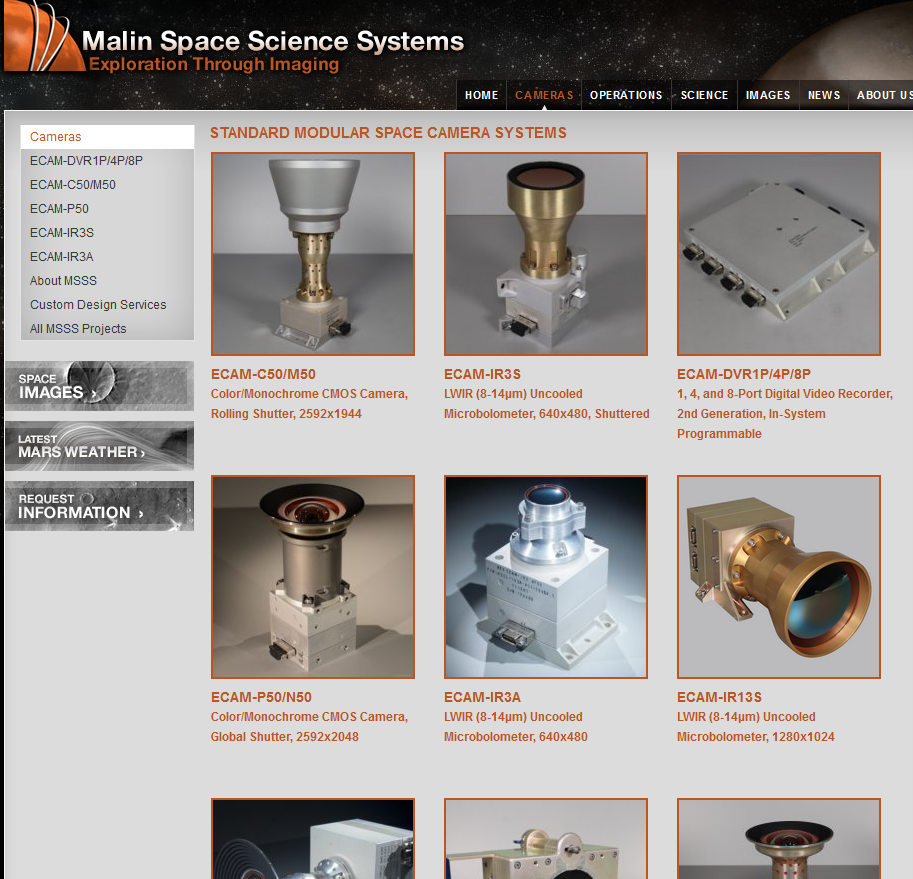 Malin Space Science Systems
Exploration Through Imaging
HOME CAMERAS OPERATIONS SCIENCE IMAGES NEWS ABOUT US
Cameras
ECAM-DVR1P/4P/8P
ECAM-C50/M50
ECAM-P50
ECAM-IR3S
ECAM-IR3A
About MSSS
Custom Design Services
All MSSS Projects
SPACE
IMAGES ›
LATEST
MARS WEATHER ›
REQUEST
INFORMATION ›
STANDARD MODULAR SPACE CAMERA SYSTEMS
ECAM-C50/M50
Color/Monochrome CMOS Camera,
Rolling Shutter, 2592x1944
ECAM-IR3S
LWIR (8-14µm) Uncooled
Microbolometer, 640x480, Shuttered
ECAM-DVR1P/4P/8P
1, 4, and 8-Port Digital Video Recorder,
2nd Generation, In-System
Programmable
ECAM-P50/N50
Color/Monochrome CMOS Camera,
Global Shutter, 2592x2048
ECAM-IR3A
LWIR (8-14µm) Uncooled
Microbolometer, 640x480
ECAM-IR13S
LWIR (8-14µm) Uncooled
Microbolometer, 1280x1024